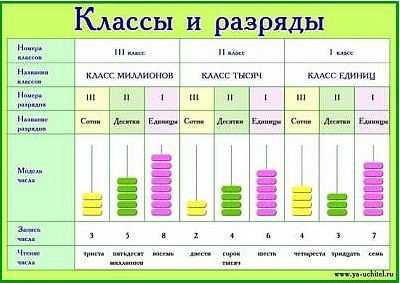 Классы и разряды
Номера классов III класс II класс I класс
Названия классов КЛАСС МИЛЛИОНОВ КЛАСС ТЫСЯЧ КЛАСС ЕДИНИЦ
Номера разрядов III II I III II I III II I
Название разрядов Сотни Десятки Единицы Сотни Десятки Единицы Сотни Десятки Единицы
Модель числа
Запись числа 3 5 8 2 4 6 4 3 7
Чтение числа триста пятьдесят миллионов восемь двести сорок тысяч шесть четыреста тридцать семь
www.ya-uchitel.ru